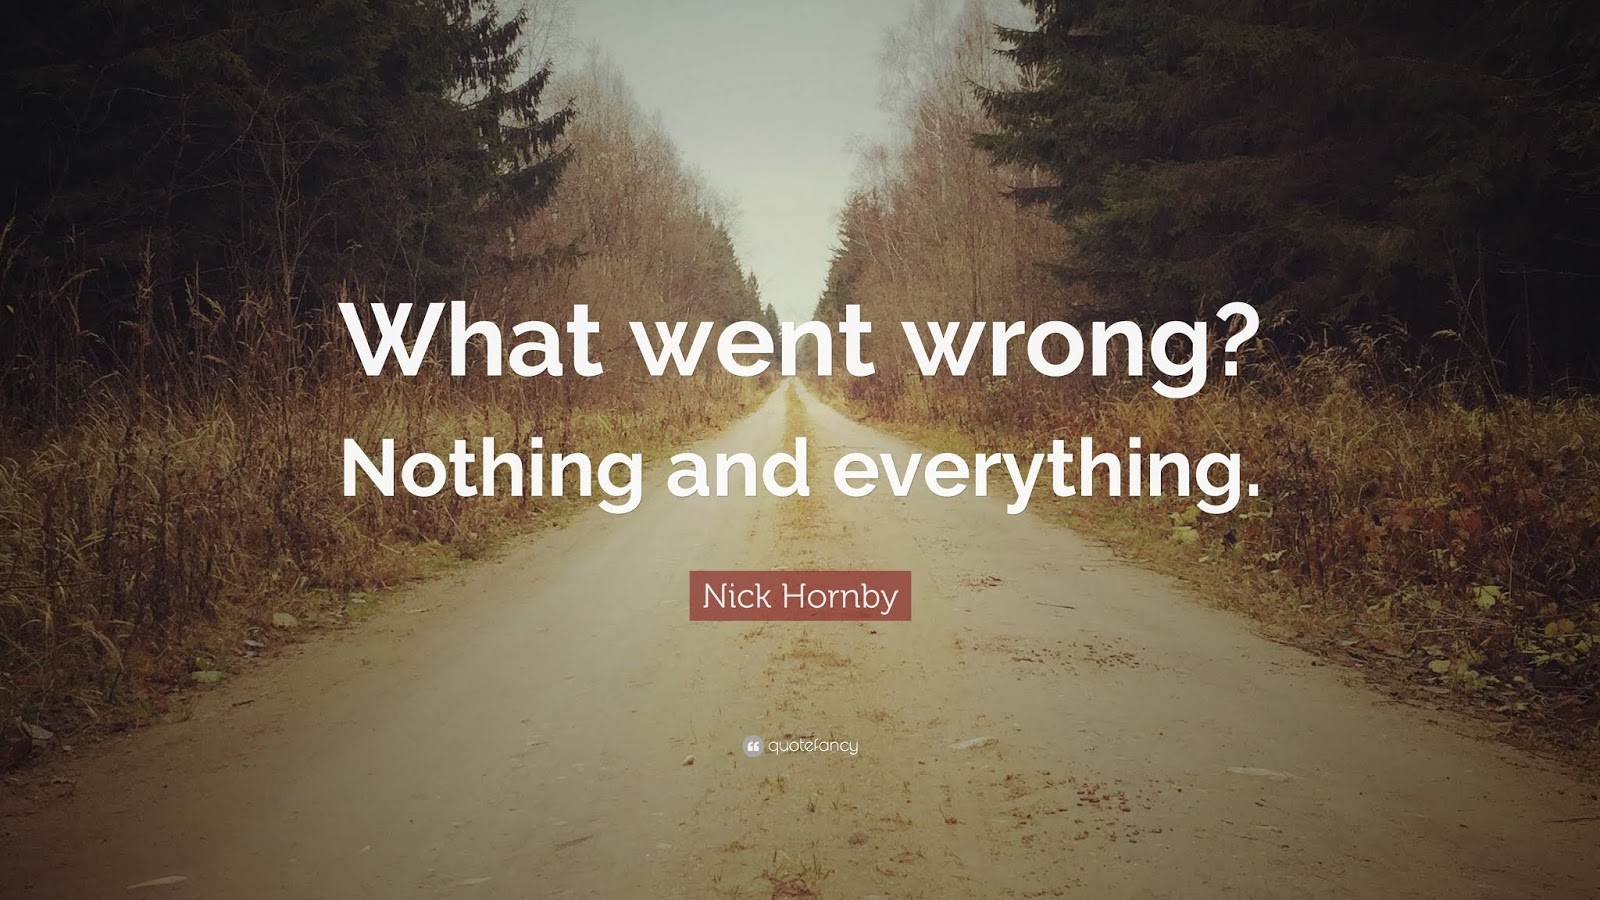 What went wrong?
Nothing and everything.
Nick Hornby
quotefancy